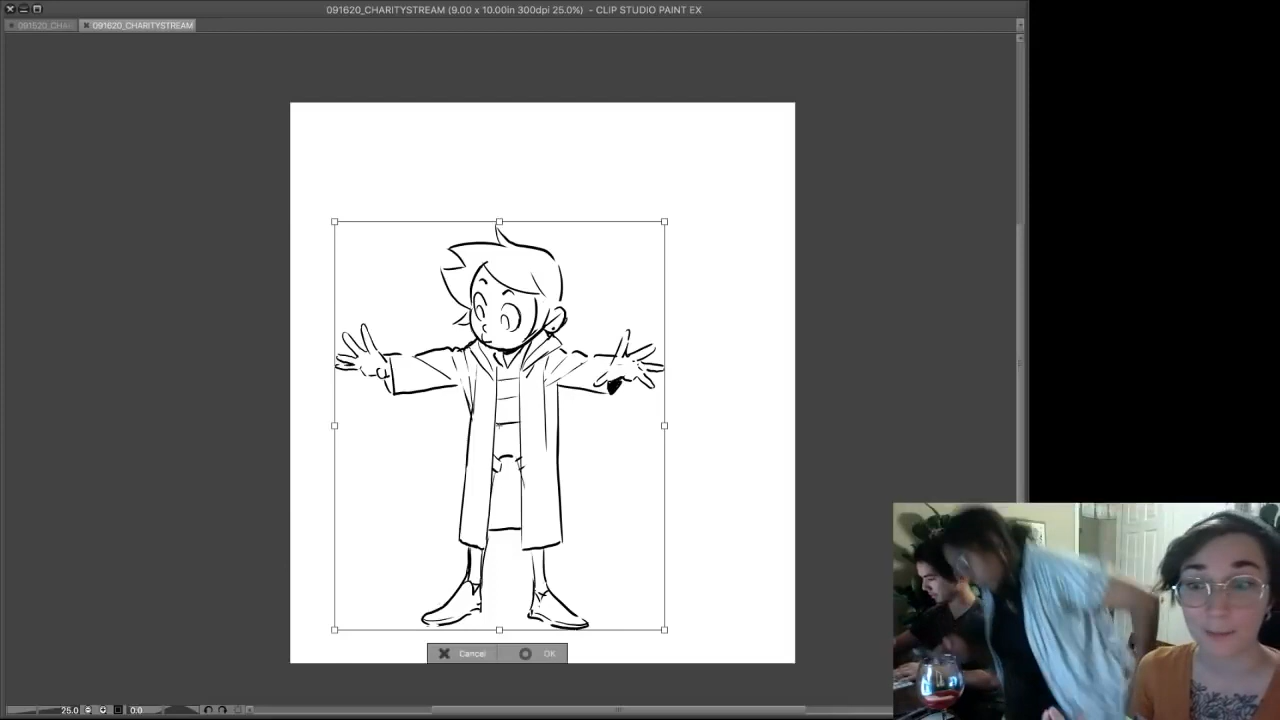 091620_CHARITYSTREAM (9.00 x 10.00in 300dpi 25.0%) - CLIP STUDIO PAINT EX
091520_CHA
091620_CHARITYSTREAM
Cancel OK
25.0 0.0